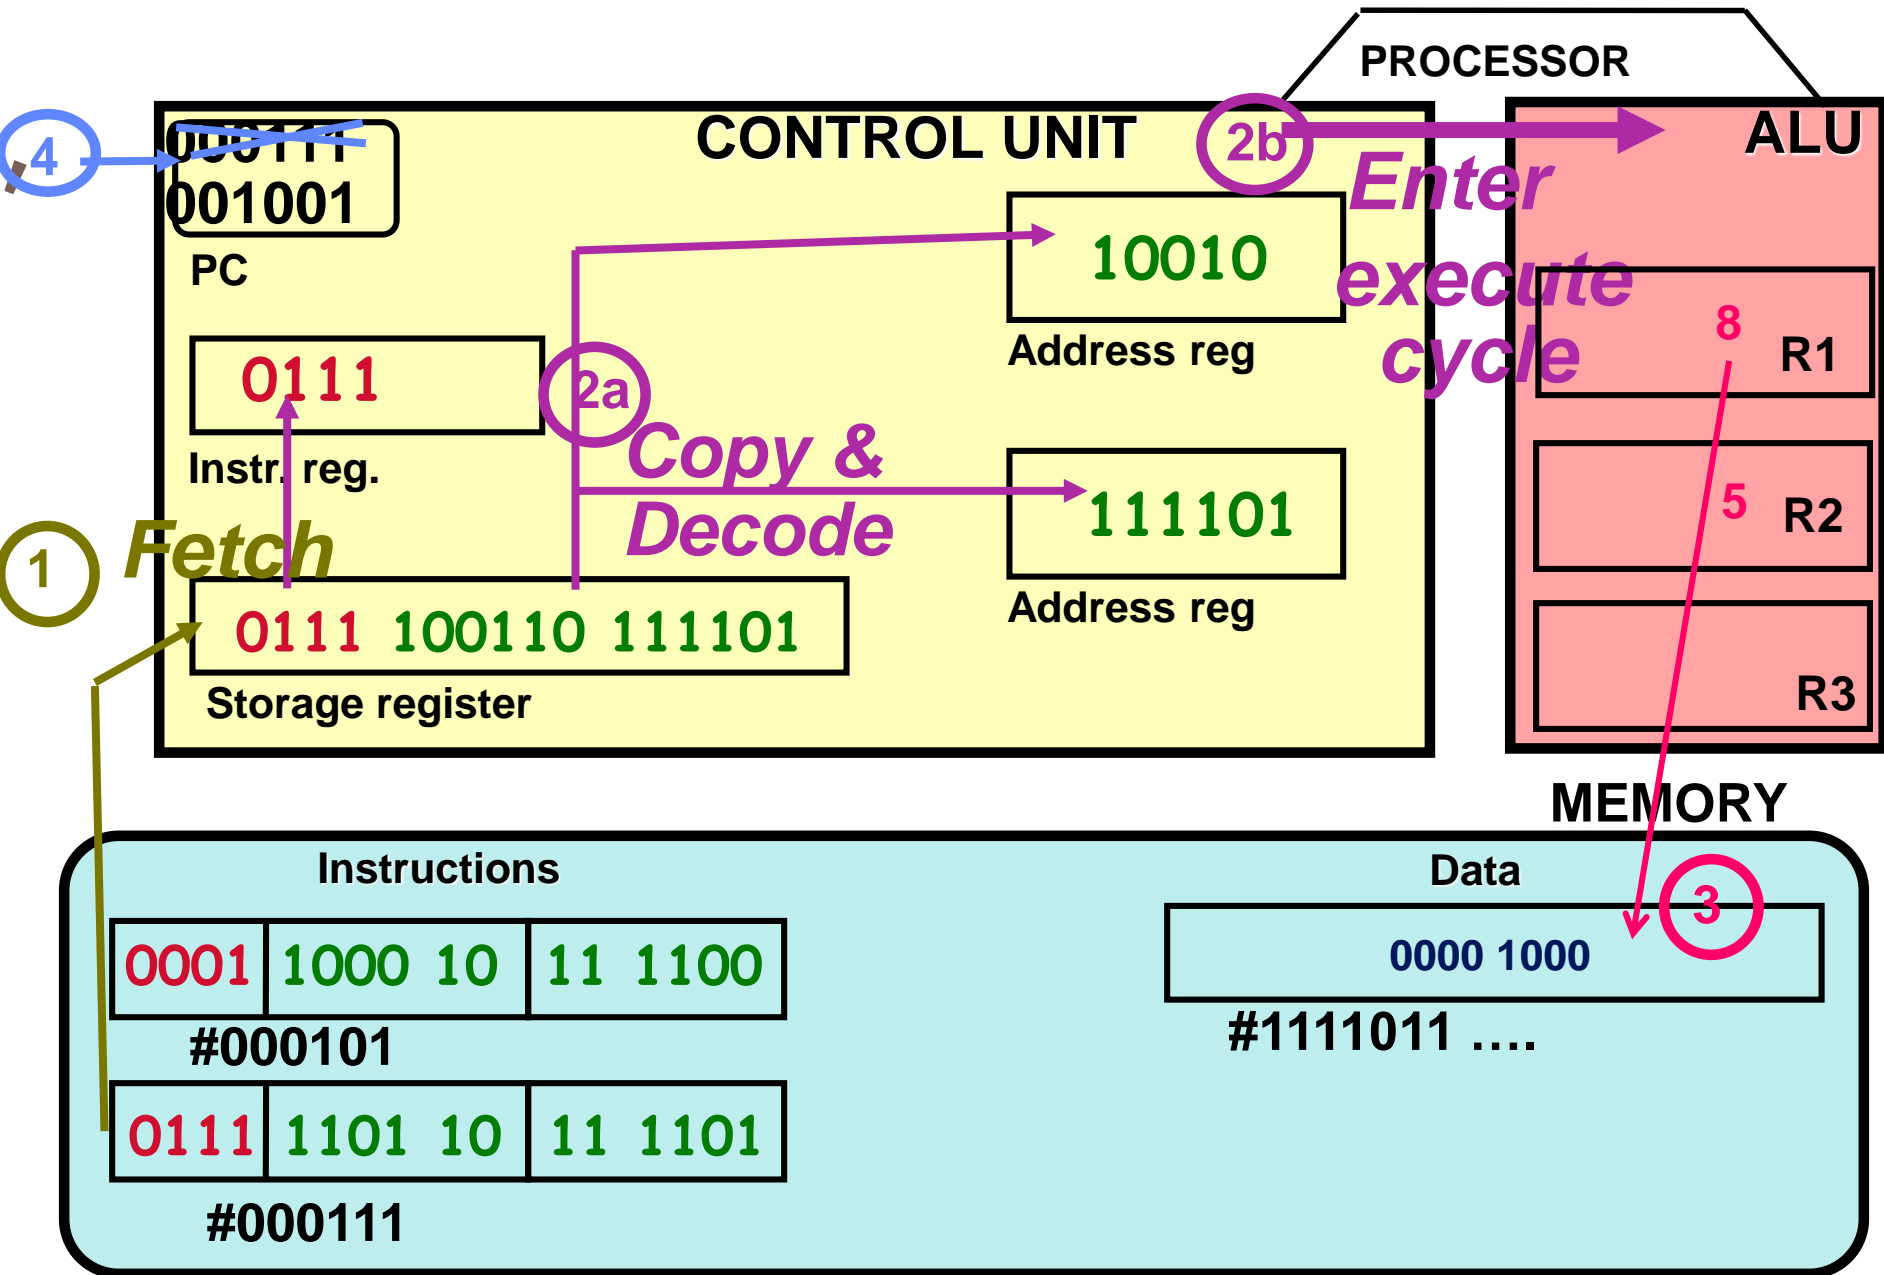 PROCESSOR
4
000111
001001
PC
CONTROL UNIT
2b
Enter
execute
cycle
ALU
10010
Address reg
8
R1
0111
Instr. reg.
2a
Copy &
Decode
111101
Address reg
5
R2
1
Fetch
0111 100110 111101
Storage register
R3
MEMORY
Instructions
Data
3
0001 1000 10 11 1100
#000101
0000 1000
#1111011 ....
0111 1101 10 11 1101
#000111